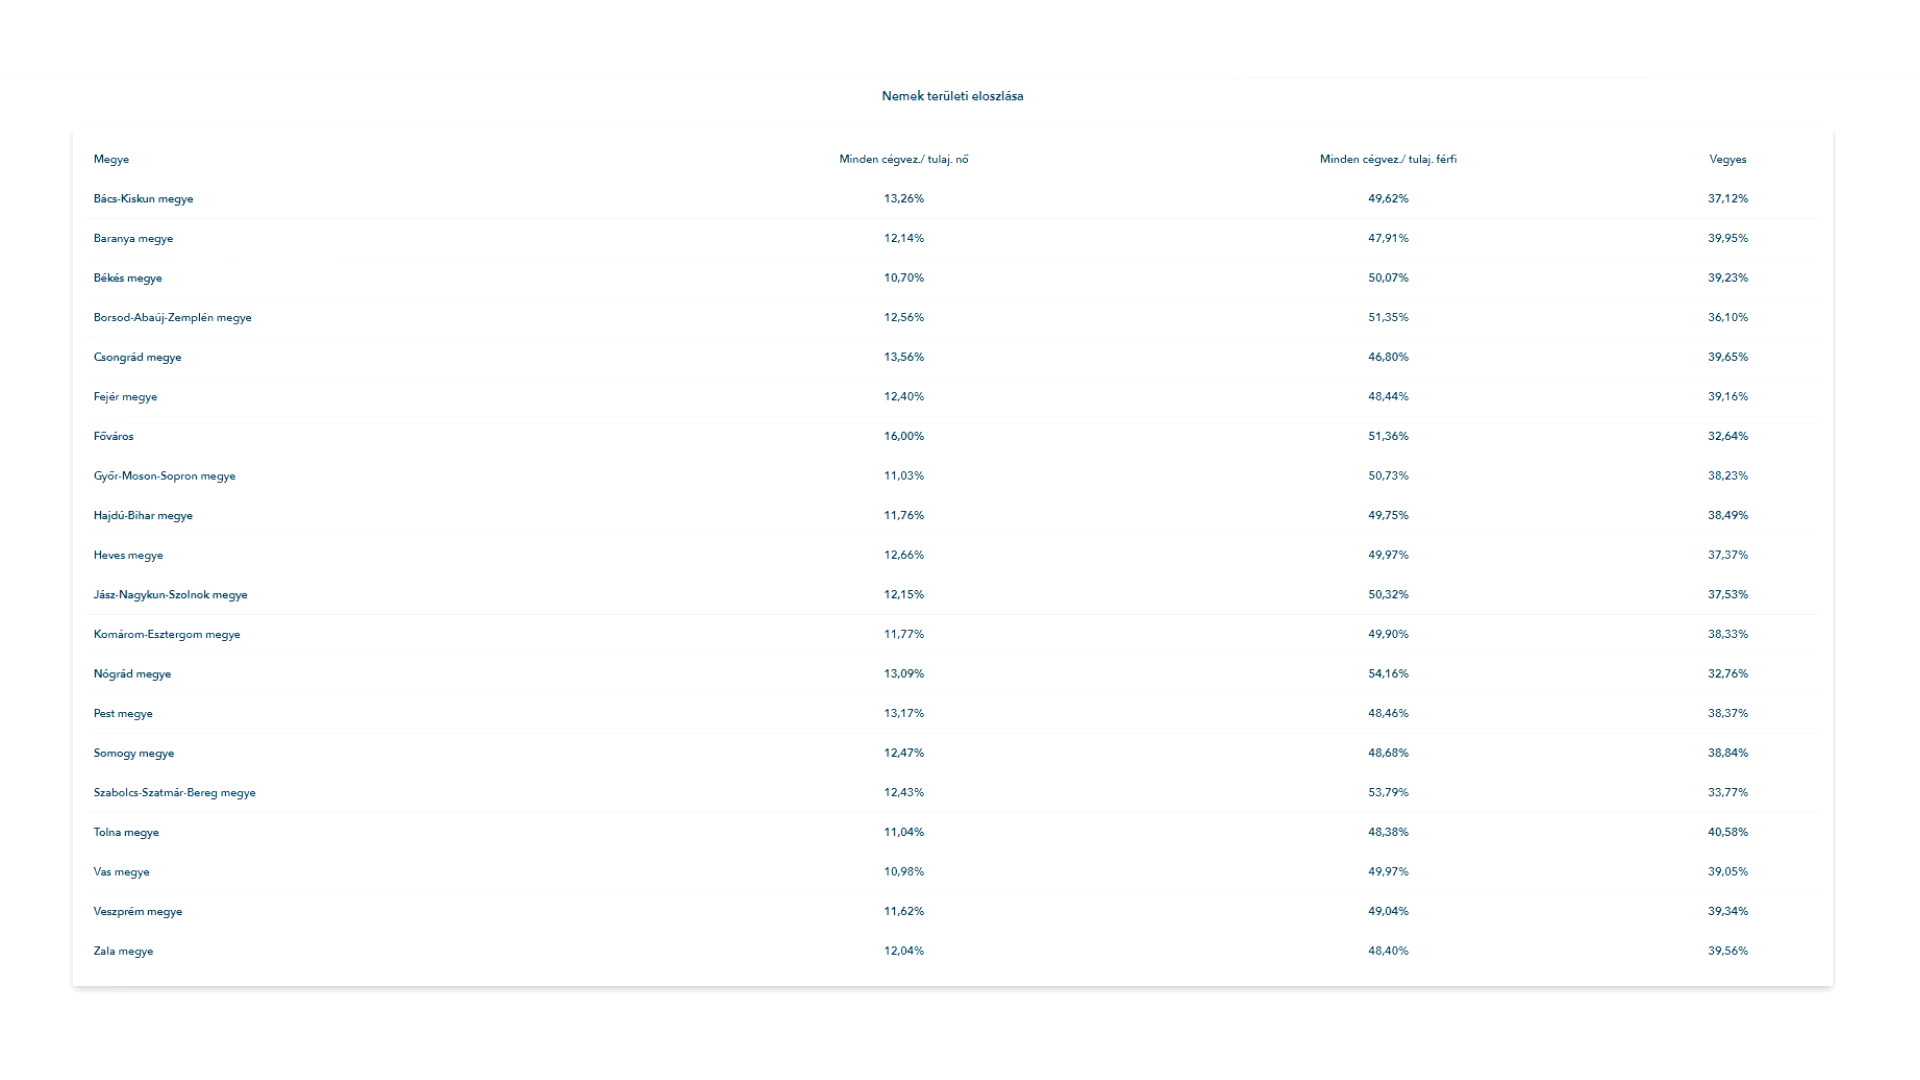 Nemek területi eloszlása
Megye Minden cégvez./ tulaj. nő Minden cégvez./ tulaj. férfi Vegyes
Bács-Kiskun megye 13,26% 49,62% 37,12%
Baranya megye 12,14% 47,91% 39,95%
Békés megye 10,70% 50,07% 39,23%
Borsod-Abaúj-Zemplén megye 12,56% 51,35% 36,10%
Csongrád megye 13,56% 46,80% 39,65%
Fejér megye 12,40% 48,44% 39,16%
Főváros 16,00% 51,36% 32,64%
Győr-Moson-Sopron megye 11,03% 50,73% 38,23%
Hajdú-Bihar megye 11,76% 49,75% 38,49%
Heves megye 12,66% 49,97% 37,37%
Jász-Nagykun-Szolnok megye 12,15% 50,32% 37,53%
Komárom-Esztergom megye 11,77% 49,90% 38,33%
Nógrád megye 13,09% 54,16% 32,76%
Pest megye 13,17% 48,46% 38,37%
Somogy megye 12,47% 48,68% 38,84%
Szabolcs-Szatmár-Bereg megye 12,43% 53,79% 33,77%
Tolna megye 11,04% 48,38% 40,58%
Vas megye 10,98% 49,97% 39,05%
Veszprém megye 11,62% 49,04% 39,34%
Zala megye 12,04% 48,40% 39,56%